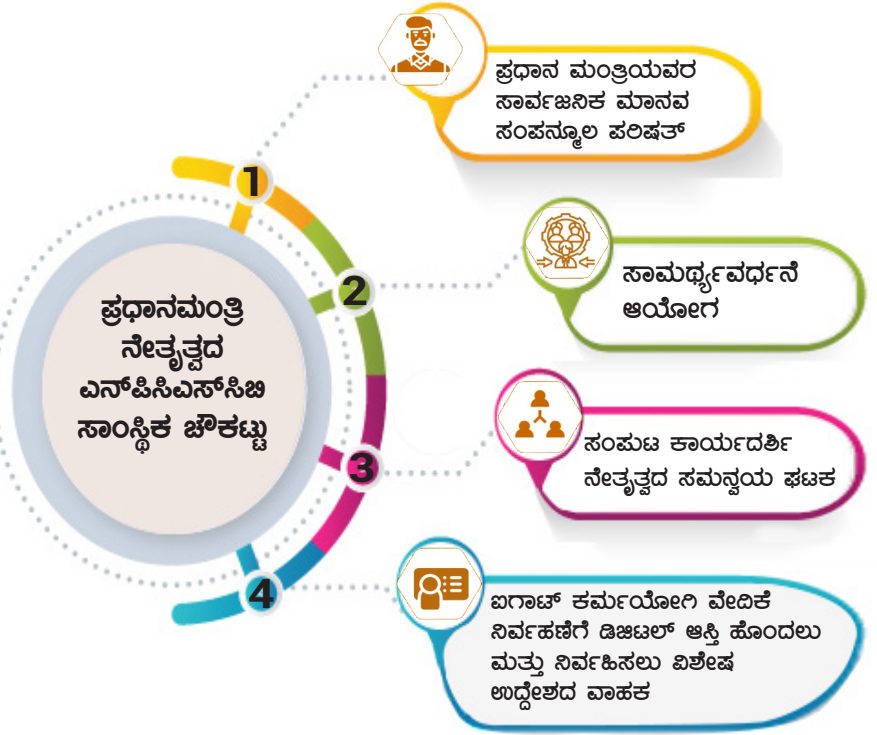 ಪ್ರಧಾನಮಂತ್ರಿ
ನೇತೃತ್ವದ
ಎನ್‌ಪಿಸಿಎಸ್‌ಸಿಬಿ
ಸಾಂಸ್ಥಿಕ ಚೌಕಟ್ಟು
1
ಪ್ರಧಾನ ಮಂತ್ರಿಯವರ
ಸಾರ್ವಜನಿಕ ಮಾನವ
ಸಂಪನ್ಮೂಲ ಪರಿಷತ್
2
ಸಾಮರ್ಥ್ಯವರ್ಧನೆ
ಆಯೋಗ
3
ಸಂಪುಟ ಕಾರ್ಯದರ್ಶಿ
ನೇತೃತ್ವದ ಸಮನ್ವಯ ಘಟಕ
4
ಐಗಾಟ್ ಕರ್ಮಯೋಗಿ ವೇದಿಕೆ
ನಿರ್ವಹಣೆಗೆ ಡಿಜಿಟಲ್ ಆಸ್ತಿ ಹೊಂದಲು
ಮತ್ತು ನಿರ್ವಹಿಸಲು ವಿಶೇಷ
ಉದ್ದೇಶದ ವಾಹಕ